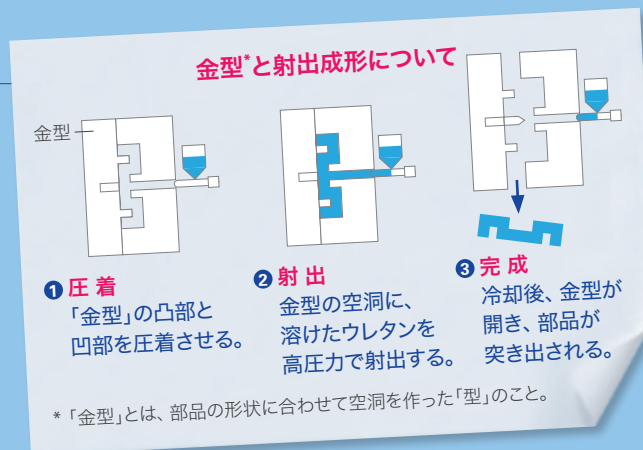 金型*と射出成形について
金型
❶圧着
「金型」の凸部と
凹部を圧着させる。
❷射出
金型の空洞に、
溶けたウレタンを
高圧力で射出する。
❸完成
冷却後、金型が
開き、部品が
突き出される。
*「金型」とは、部品の形状に合わせて空洞を作った「型」のこと。